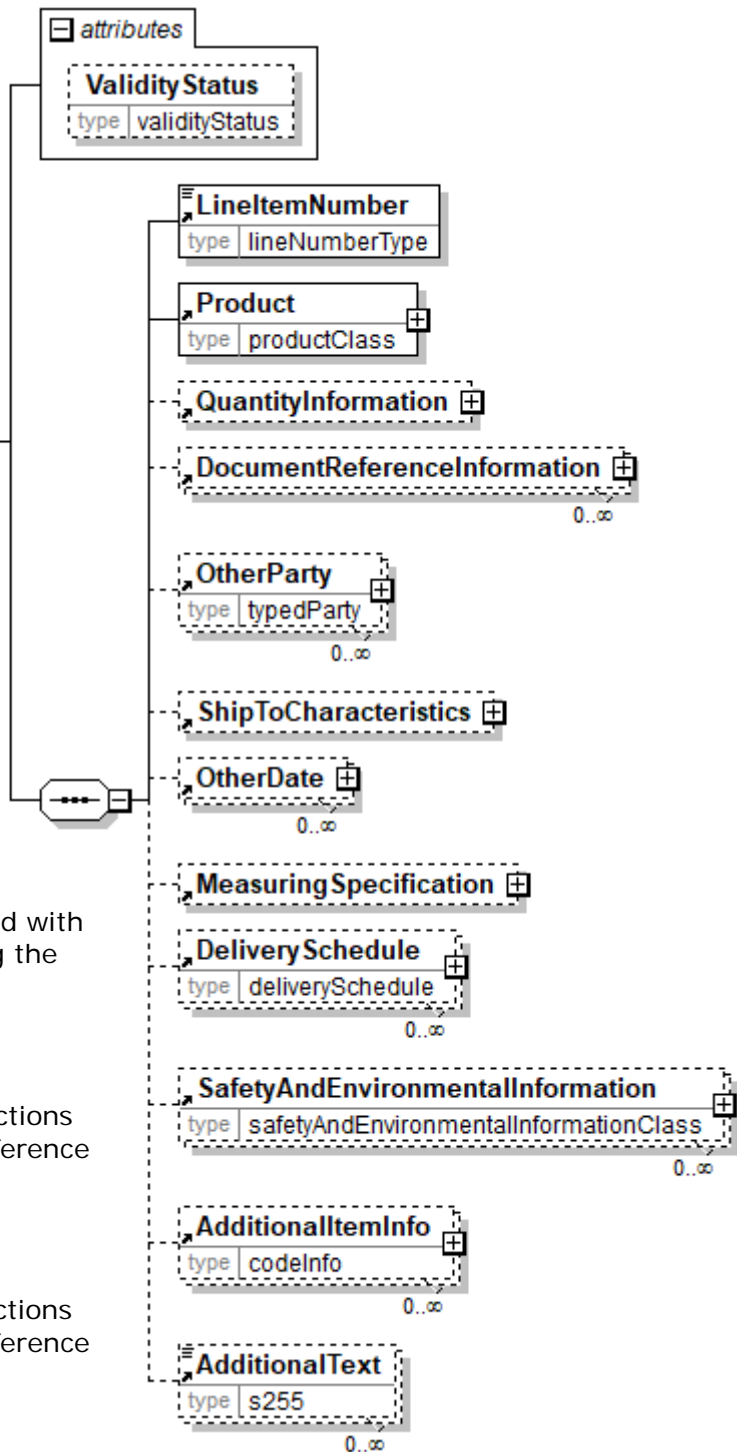 attributes
ValidityStatus
type validityStatus
LineItemNumber
type lineNumberType
Product
type productClass
QuantityInformation
DocumentReferenceInformation
0..∞
OtherParty
type typedParty
0..∞
ShipToCharacteristics
OtherDate
0..∞
MeasuringSpecification
d with
g the
DeliverySchedule
type deliverySchedule
0..∞
SafetyAndEnvironmentalInformation
type safetyAndEnvironmentalInformationClass
0..∞
ctions
erence
AdditionalItemInfo
type codeInfo
0..∞
ctions
erence
AdditionalText
type s255
0..∞